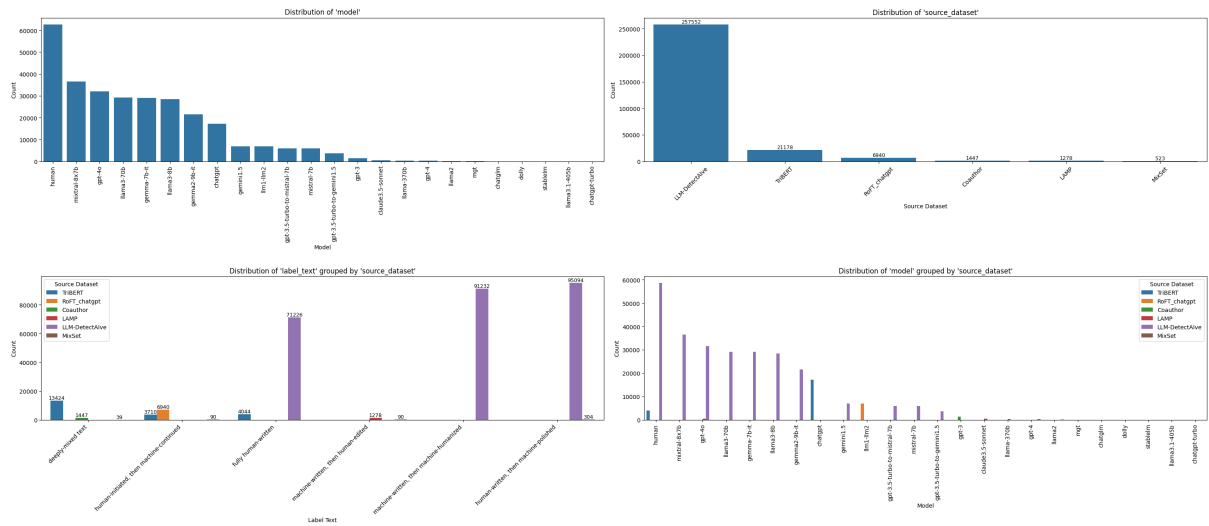 Distribution of 'model'
60000
50000
40000
30000
20000
10000
0
Count
human
mixtral-8x7b
gpt-4o
llama3-70b
gemma-7b-it
llama3-8b
gemma2-9b-it
chatgpt
gemini1.5
llm1-llm2
gpt-3.5-turbo-to-mistral-7b
mistral-7b
gpt-3.5-turbo-to-gemini1.5
gpt-3
claude3.5-sonnet
llama-370b
gpt-4
llama2
mgt
chatglm
dolly
stablelm
llama3.1-405b
chatgpt-turbo
Model
Distribution of 'source_dataset'
250000
200000
150000
100000
50000
0
Count
257552
21178
6940
1447
1278
523
LLM-DetectAIve
TriBERT
RoFT_chatgpt
Coauthor
LAMP
MixSet
Source Dataset
Distribution of 'label_text' grouped by 'source_dataset'
Source Dataset
TriBERT
RoFT_chatgpt
Coauthor
LAMP
LLM-DetectAIve
MixSet
80000
60000
40000
20000
0
Count
13424
1447
39
3710
6940
90
4044
71226
1278
90
91232
95094
304
deeply-mixed text
human-initiated, then machine-continued
fully human-written
machine-written, then human-edited
machine-written, then machine-humanized
human-written, then machine-polished
Label Text
Distribution of 'model' grouped by 'source_dataset'
Source Dataset
TriBERT
RoFT_chatgpt
Coauthor
LAMP
LLM-DetectAIve
MixSet
60000
50000
40000
30000
20000
10000
0
Count
human
mixtral-8x7b
gpt-4o
llama3-70b
gemma-7b-it
llama3-8b
gemma2-9b-it
chatgpt
gemini1.5
llm1-llm2
gpt-3.5-turbo-to-mistral-7b
mistral-7b
gpt-3.5-turbo-to-gemini1.5
gpt-3
claude3.5-sonnet
llama-370b
gpt-4
llama2
mgt
chatglm
dolly
stablelm
llama3.1-405b
chatgpt-turbo
Model